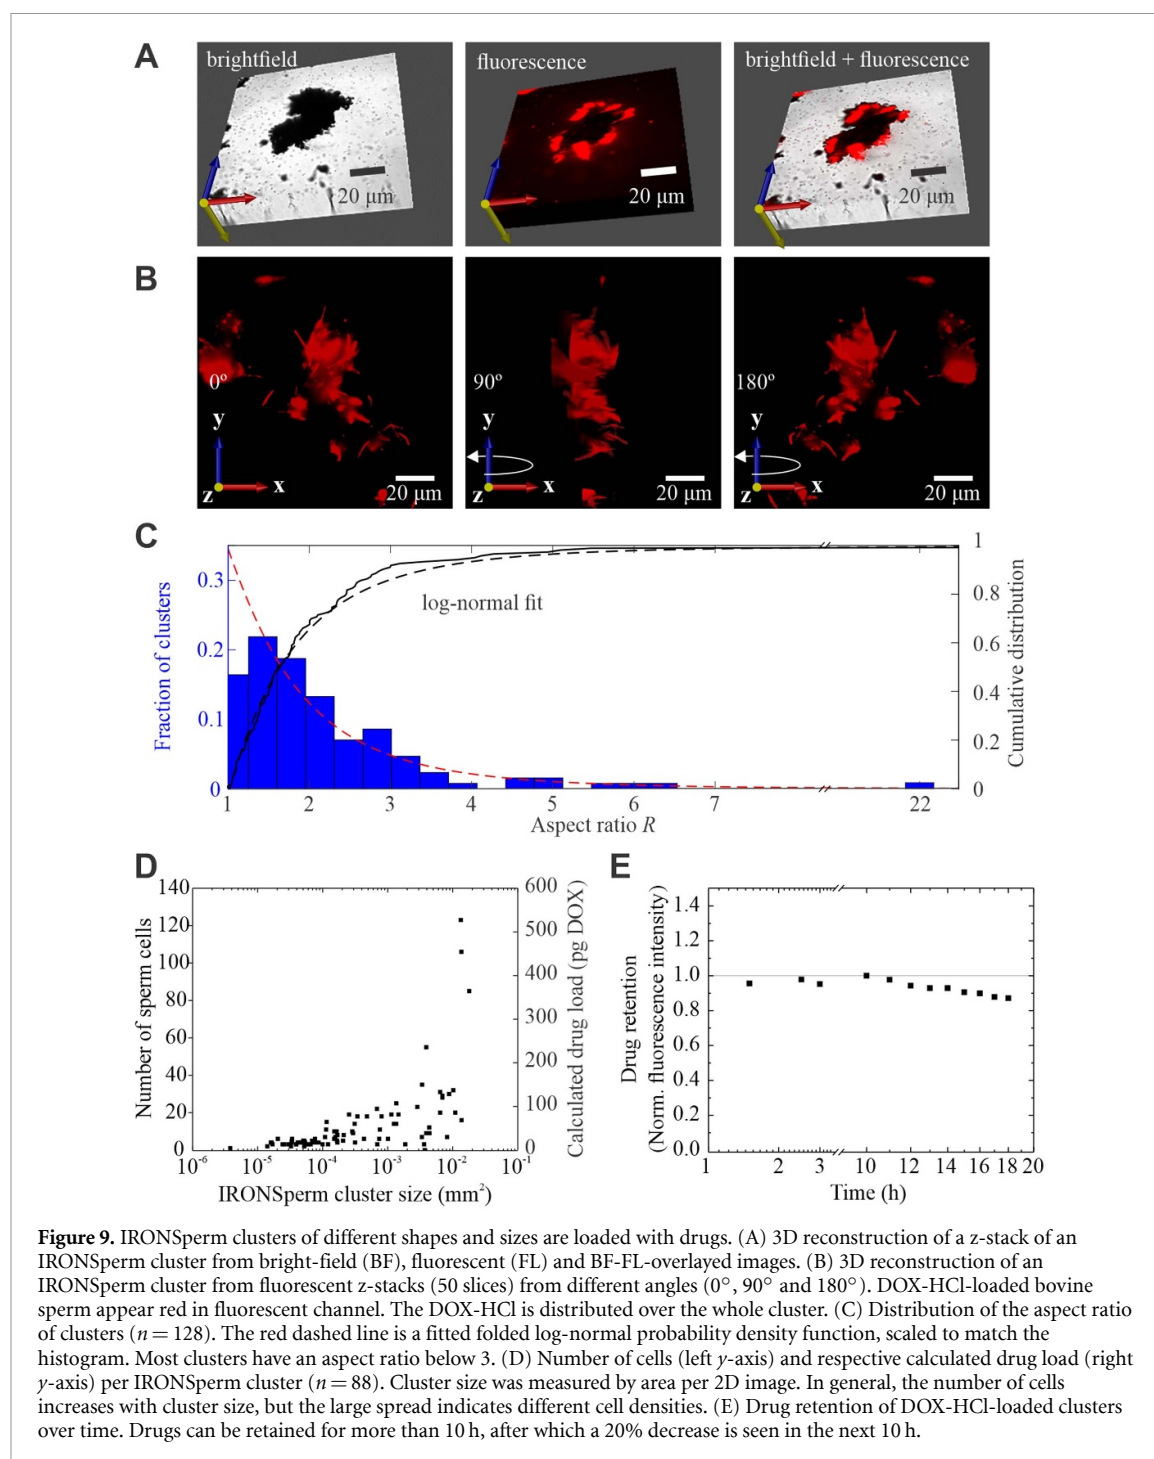 A
brightfield
20 μm
fluorescence
20 μm
brightfield + fluorescence
20 μm
B
0º
y
z
x
20 μm
90º
y
z
x
20 μm
180º
y
z
x
20 μm
C
Fraction of clusters
0.3
0.2
0.1
0
log-normal fit
1
0.8
0.6
0.4
0.2
0
Cumulative distribution
1 2 3 4 5 6 7 22
Aspect ratio R
D
Number of sperm cells
140
120
100
80
60
40
20
0
600
500
400
300
200
100
0
Calculated drug load (pg DOX)
10⁻⁶ 10⁻⁵ 10⁻⁴ 10⁻³ 10⁻² 10⁻¹
IRONSperm cluster size (mm²)
E
Drug retention
(Norm. fluorescence intensity)
1.4
1.2
1.0
0.8
0.6
0.4
0.2
0.0
1 2 3 10 12 14 16 18 20
Time (h)
Figure 9. IRONSperm clusters of different shapes and sizes are loaded with drugs. (A) 3D reconstruction of a z-stack of an
IRONSperm cluster from bright-field (BF), fluorescent (FL) and BF-FL-overlayed images. (B) 3D reconstruction of an
IRONSperm cluster from fluorescent z-stacks (50 slices) from different angles (0°, 90° and 180°). DOX-HCl-loaded bovine
sperm appear red in fluorescent channel. The DOX-HCl is distributed over the whole cluster. (C) Distribution of the aspect ratio
of clusters (n = 128). The red dashed line is a fitted folded log-normal probability density function, scaled to match the
histogram. Most clusters have an aspect ratio below 3. (D) Number of cells (left y-axis) and respective calculated drug load (right
y-axis) per IRONSperm cluster (n = 88). Cluster size was measured by area per 2D image. In general, the number of cells
increases with cluster size, but the large spread indicates different cell densities. (E) Drug retention of DOX-HCl-loaded clusters
over time. Drugs can be retained for more than 10 h, after which a 20% decrease is seen in the next 10 h.